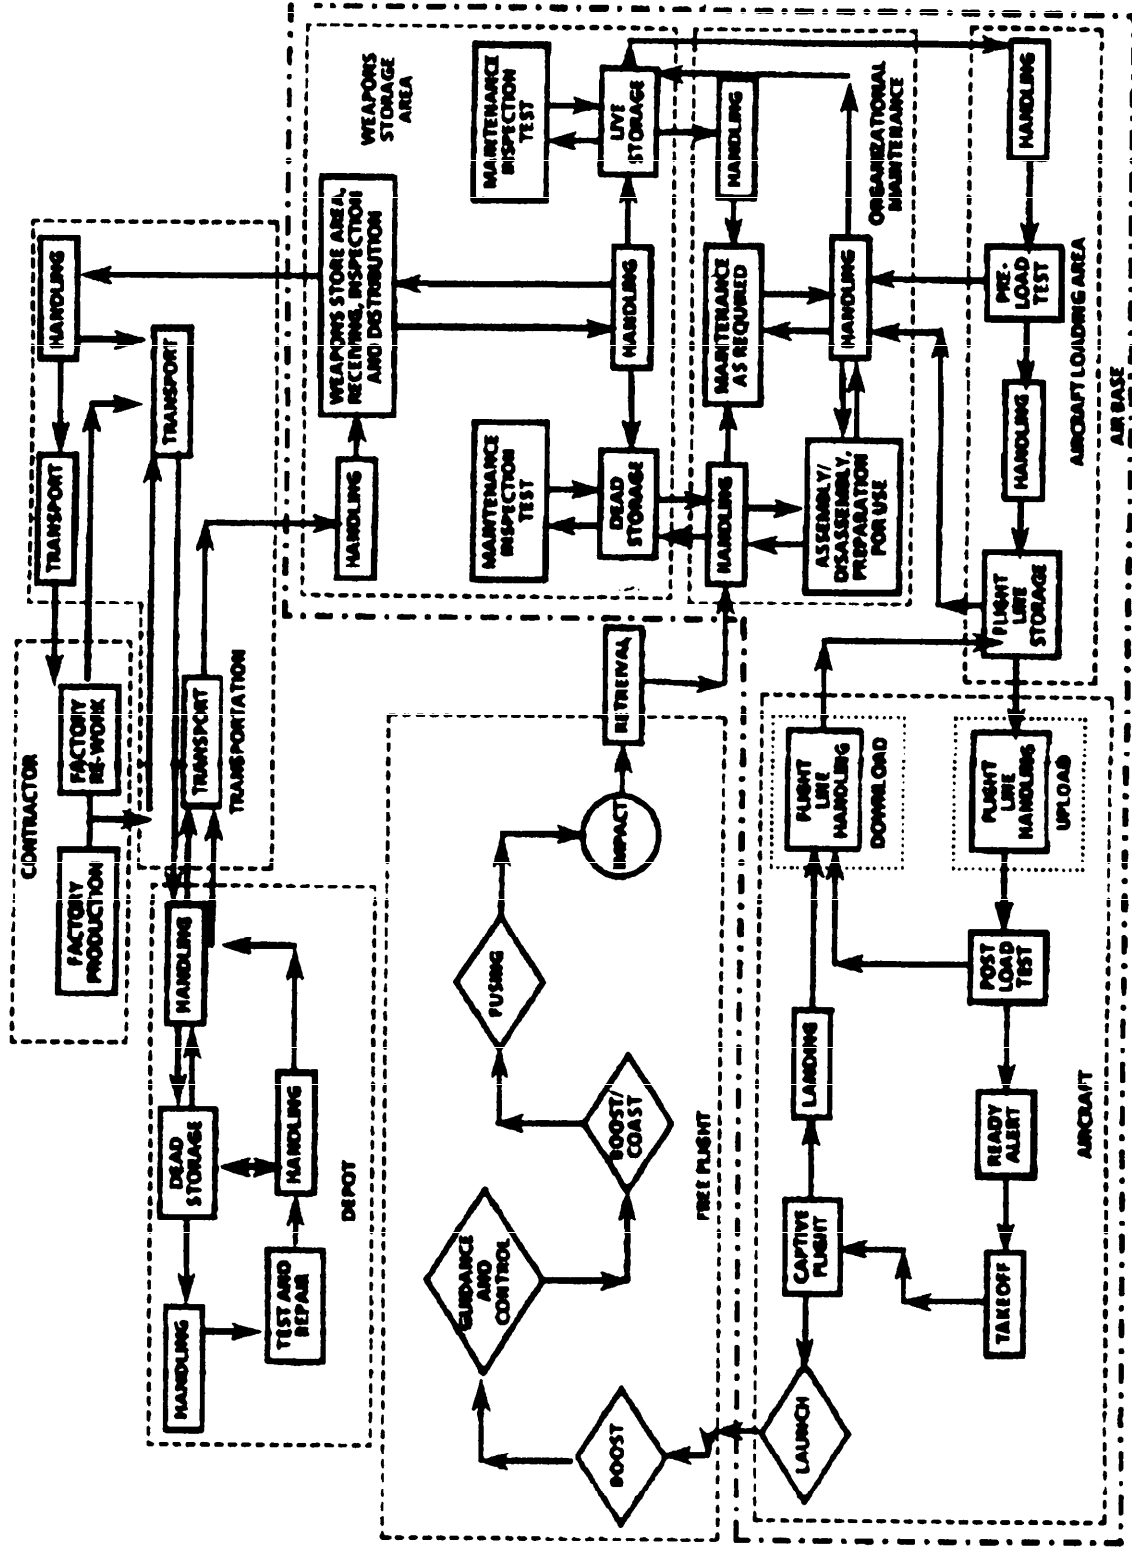 CONTRACTOR
FACTORY
PRODUCTION
FACTORY
RE-WORK
TRANSPORT
HANDLING
TRANSPORT
TRANSPORT
TRANSPORTATION
HANDLING
DEAD
STORAGE
HANDLING
HANDLING
TEST AND
REPAIR
DEPOT
WEAPONS
STORAGE
AREA
HANDLING
WEAPONS STORE AREA,
RECEIVING, INSPECTION
AND DISTRIBUTION
MAINTENANCE
INSPECTION
TEST
MAINTENANCE
INSPECTION
TEST
DEAD
STORAGE
HANDLING
LIVE
STORAGE
HANDLING
MAINTENANCE
AS REQUIRED
HANDLING
ASSEMBLY/
DISASSEMBLY,
PREPARATION
FOR USE
HANDLING
ORGANIZATIONAL
MAINTENANCE
FLIGHT
LINE
STORAGE
HANDLING
PRE-
LOAD
TEST
HANDLING
AIRCRAFT LOADING AREA
AIR BASE
BOOST
GUIDANCE
AND
CONTROL
BOOST/
COAST
FUSING
IMPACT
RETREIVAL
FREE FLIGHT
LAUNCH
CAPTIVE
FLIGHT
LANDING
FLIGHT
LINE
HANDLING
DOWNLOAD
TAKEOFF
READY
ALERT
POST
LOAD
TEST
FLIGHT
LINE
HANDLING
UPLOAD
AIRCRAFT